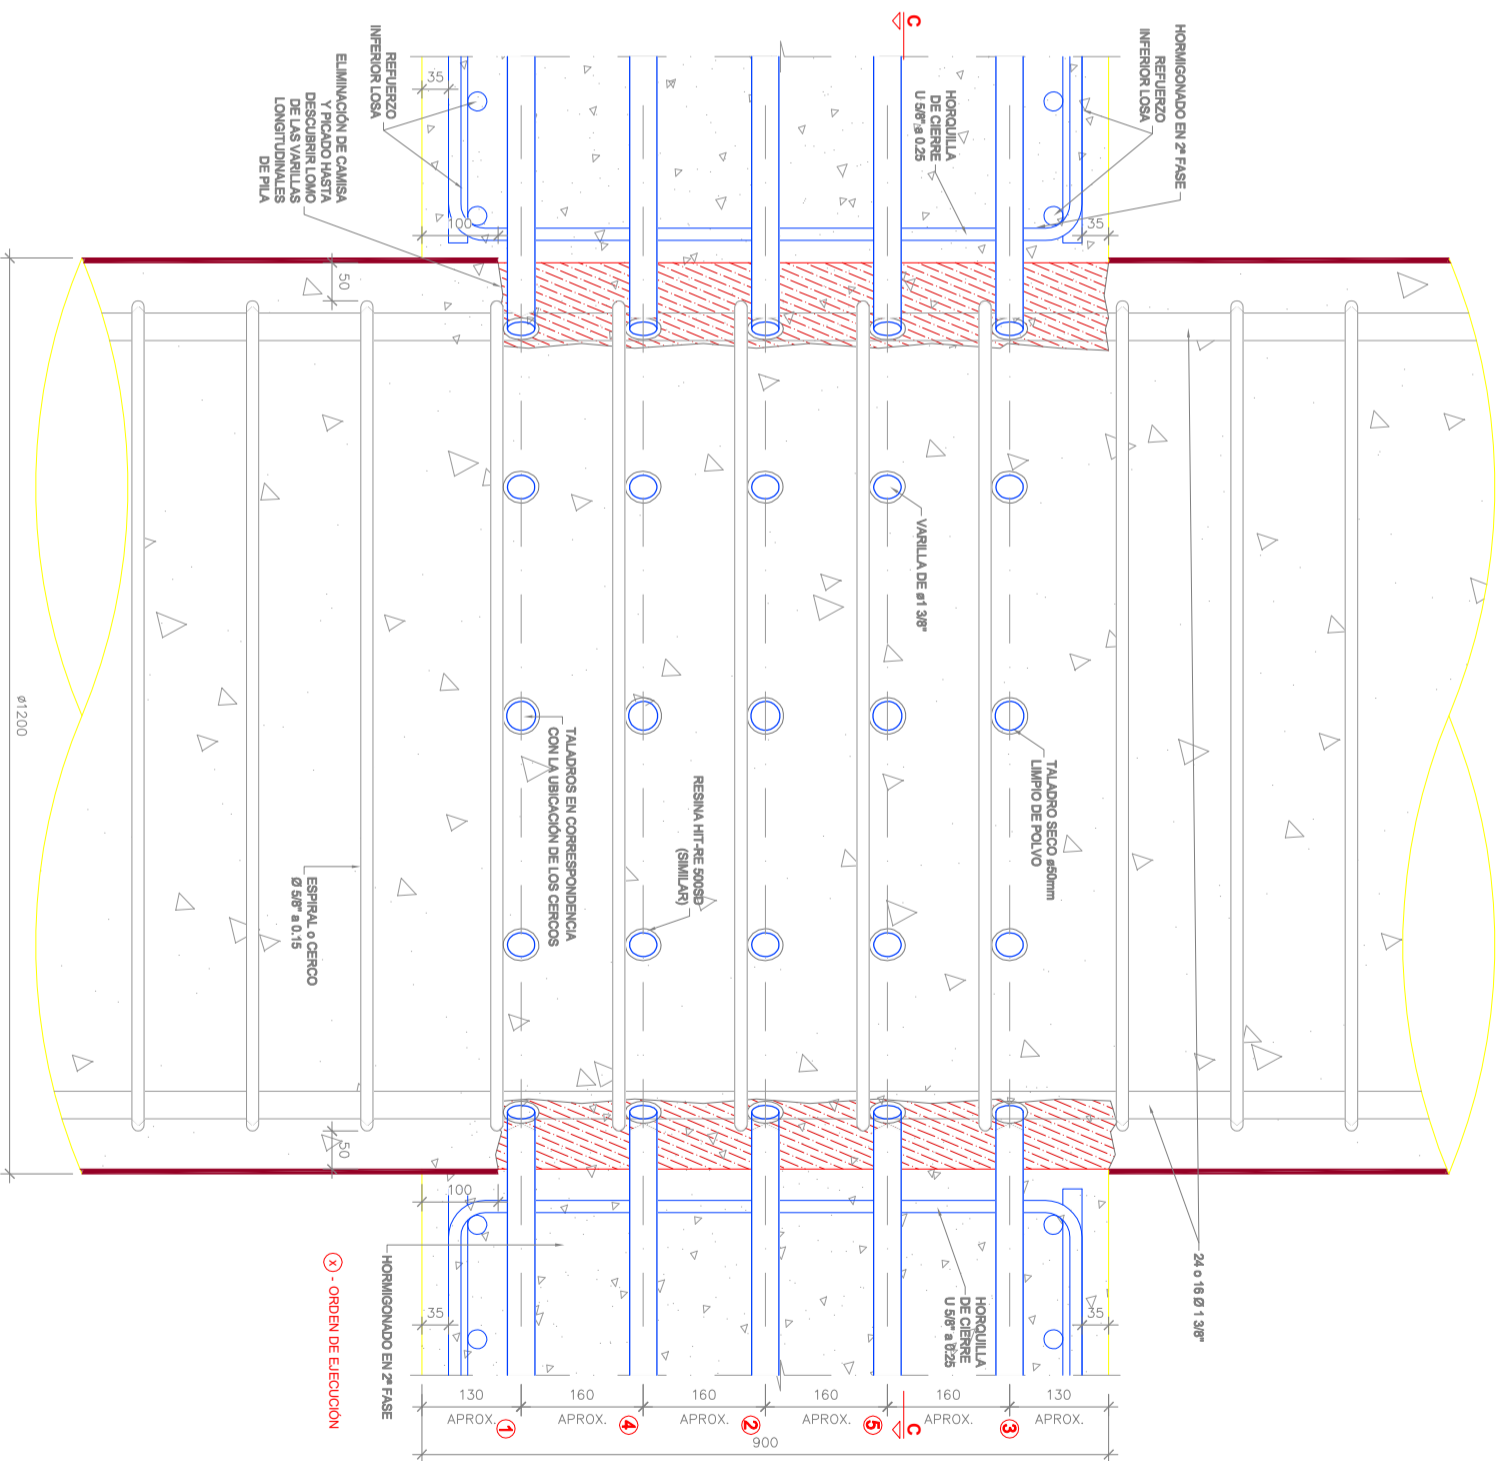 C
HORMIGONADO EN 2ª FASE
REFUERZO
INFERIOR LOSA
35
HORQUILLA
DE CIERRE
U 5/8" a 0.25
35
REFUERZO
INFERIOR LOSA
100
ELIMINACIÓN DE CAMISA
Y PICADO HASTA
DESCUBRIR LOMO
DE LAS VARILLAS
LONGITUDINALES
DE PILA
50
VARILLA DE ø1 3/8"
TALADRO SECO ø50mm
LIMPIO DE POLVO
RESINA HIT-RE 500SD
(SIMILAR)
TALADROS EN CORRESPONDENCIA
CON LA UBICACIÓN DE LOS CERCOS
ESPIRAL o CERCO
Ø 5/8" a 0.15
ø1200
50
24 o 16 Ø 1 3/8"
100
35
HORQUILLA
DE CIERRE
U 5/8" a 0.25
35
HORMIGONADO EN 2ª FASE
X - ORDEN DE EJECUCIÓN
130
APROX.
160
APROX.
160
APROX.
160
APROX.
160
APROX.
130
APROX.
1
4
2
5
C
3
900